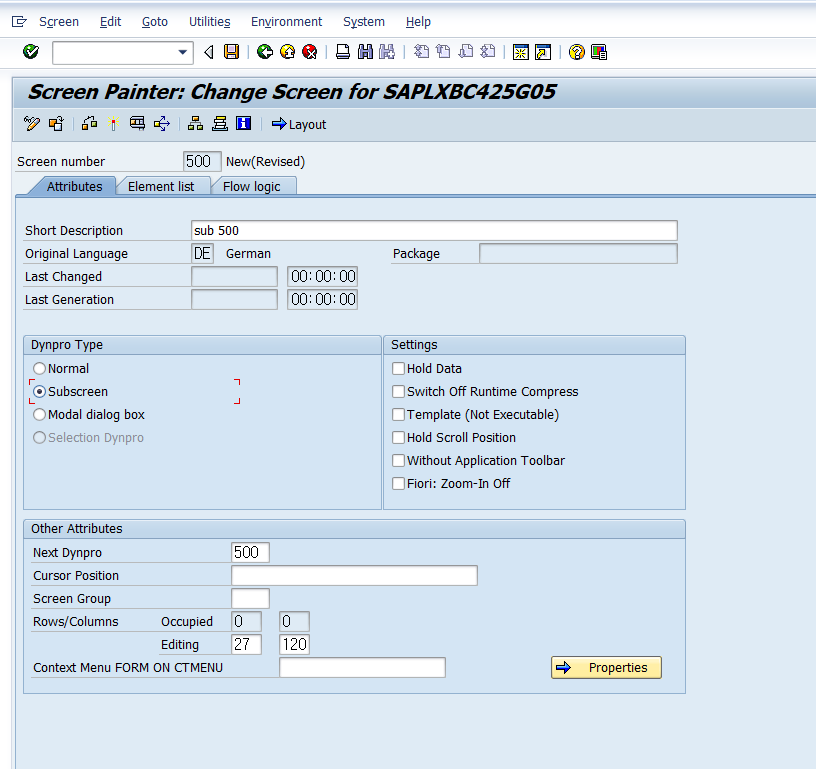 Screen Edit Goto Utilities Environment System Help
Screen Painter: Change Screen for SAPLXBC425G05
Layout
Screen number 500 New(Revised)
Attributes Element list Flow logic
Short Description sub 500
Original Language DE German Package
Last Changed 00:00:00
Last Generation 00:00:00
Dynpro Type
Normal
Subscreen
Modal dialog box
Selection Dynpro
Settings
Hold Data
Switch Off Runtime Compress
Template (Not Executable)
Hold Scroll Position
Without Application Toolbar
Fiori: Zoom-In Off
Other Attributes
Next Dynpro 500
Cursor Position
Screen Group
Rows/Columns Occupied 0 0
Editing 27 120
Context Menu FORM ON CTMENU Properties